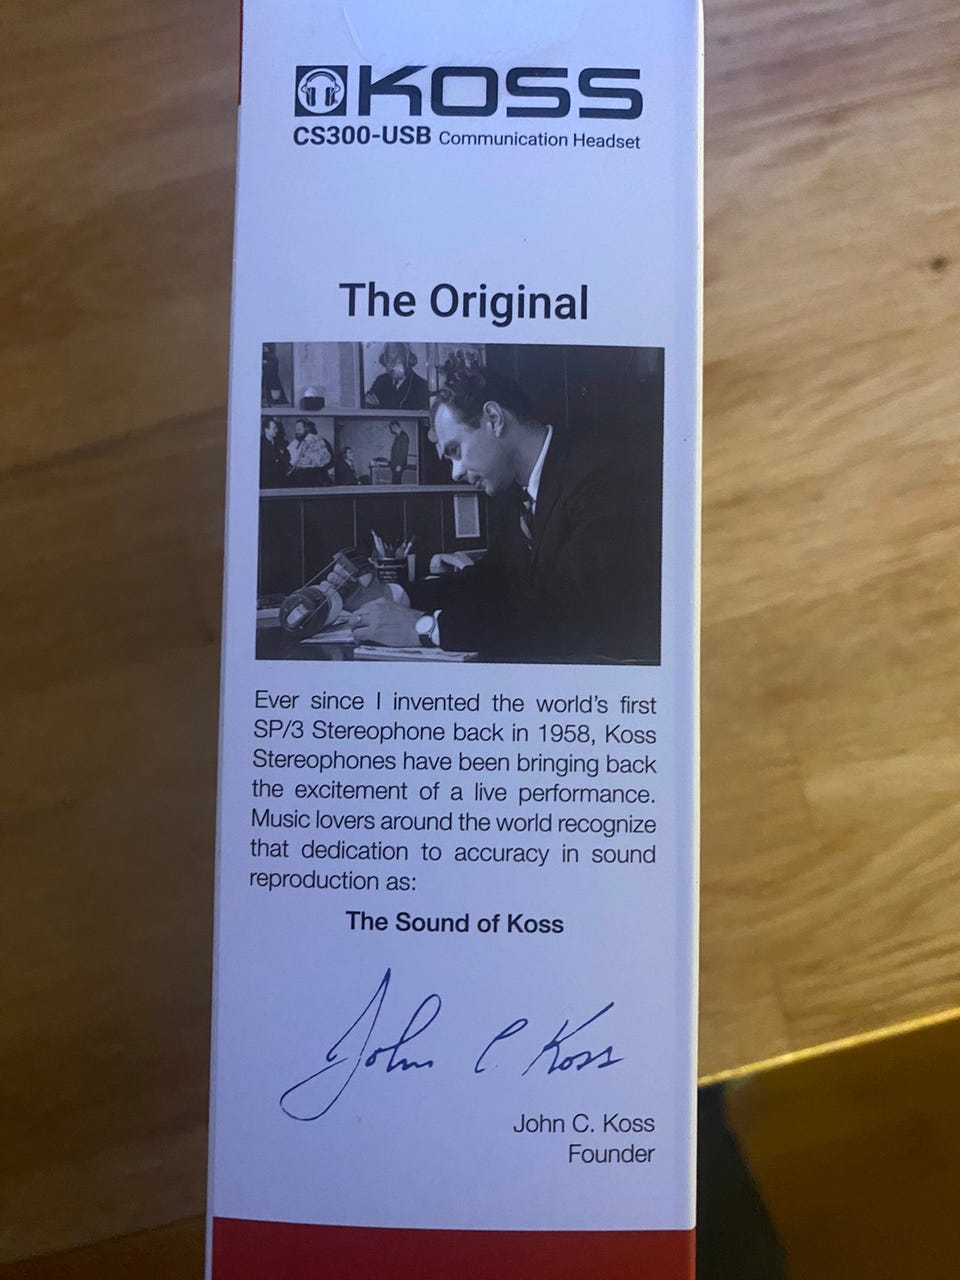 KOSS
CS300-USB Communication Headset
The Original
Ever since I invented the world's first
SP/3 Stereophone back in 1958, Koss
Stereophones have been bringing back
the excitement of a live performance.
Music lovers around the world recognize
that dedication to accuracy in sound
reproduction as:
The Sound of Koss
John C Koss
John C. Koss
Founder